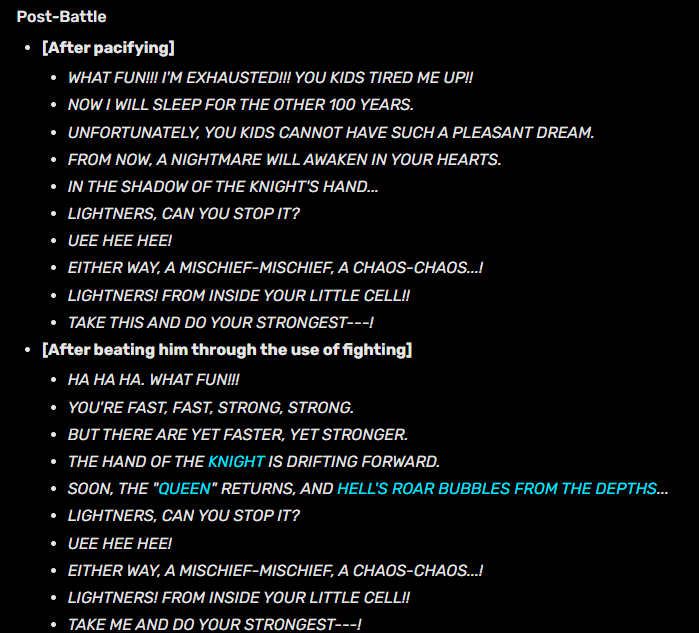 Post-Battle
[After pacifying]
WHAT FUN!!! I'M EXHAUSTED!!! YOU KIDS TIRED ME UP!!
NOW I WILL SLEEP FOR THE OTHER 100 YEARS.
UNFORTUNATELY, YOU KIDS CANNOT HAVE SUCH A PLEASANT DREAM.
FROM NOW, A NIGHTMARE WILL AWAKEN IN YOUR HEARTS.
IN THE SHADOW OF THE KNIGHT'S HAND...
LIGHTNERS, CAN YOU STOP IT?
UEE HEE HEE!
EITHER WAY, A MISCHIEF-MISCHIEF, A CHAOS-CHAOS...!
LIGHTNERS! FROM INSIDE YOUR LITTLE CELL!!
TAKE THIS AND DO YOUR STRONGEST---!
[After beating him through the use of fighting]
HA HA HA. WHAT FUN!!!
YOU'RE FAST, FAST, STRONG, STRONG.
BUT THERE ARE YET FASTER, YET STRONGER.
THE HAND OF THE KNIGHT IS DRIFTING FORWARD.
SOON, THE "QUEEN" RETURNS, AND HELL'S ROAR BUBBLES FROM THE DEPTHS...
LIGHTNERS, CAN YOU STOP IT?
UEE HEE HEE!
EITHER WAY, A MISCHIEF-MISCHIEF, A CHAOS-CHAOS...!
LIGHTNERS! FROM INSIDE YOUR LITTLE CELL!!
TAKE ME AND DO YOUR STRONGEST---!